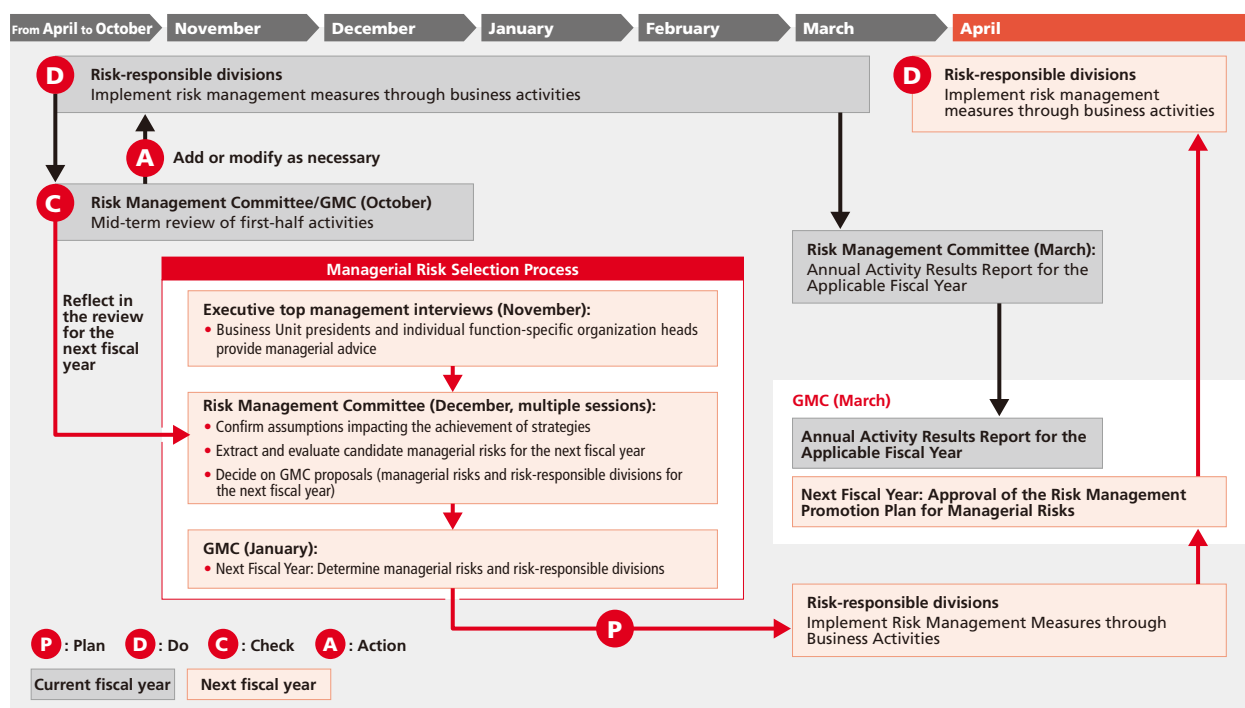 From April to October
November
December
January
February
March
April
D
Risk-responsible divisions
Implement risk management measures through business activities
D
Risk-responsible divisions
Implement risk management
measures through business activities
A
Add or modify as necessary
C
Risk Management Committee/GMC (October)
Mid-term review of first-half activities
Reflect in
the review
for the
next fiscal
year
Managerial Risk Selection Process
Executive top management interviews (November):
• Business Unit presidents and individual function-specific organization heads
provide managerial advice
Risk Management Committee (December, multiple sessions):
• Confirm assumptions impacting the achievement of strategies
• Extract and evaluate candidate managerial risks for the next fiscal year
• Decide on GMC proposals (managerial risks and risk-responsible divisions for
the next fiscal year)
GMC (January):
• Next Fiscal Year: Determine managerial risks and risk-responsible divisions
Risk Management Committee (March):
Annual Activity Results Report for the
Applicable Fiscal Year
GMC (March)
Annual Activity Results Report for the
Applicable Fiscal Year
Next Fiscal Year: Approval of the Risk Management
Promotion Plan for Managerial Risks
P
Risk-responsible divisions
Implement Risk Management Measures through
Business Activities
P : Plan D : Do C : Check A : Action
Current fiscal year
Next fiscal year